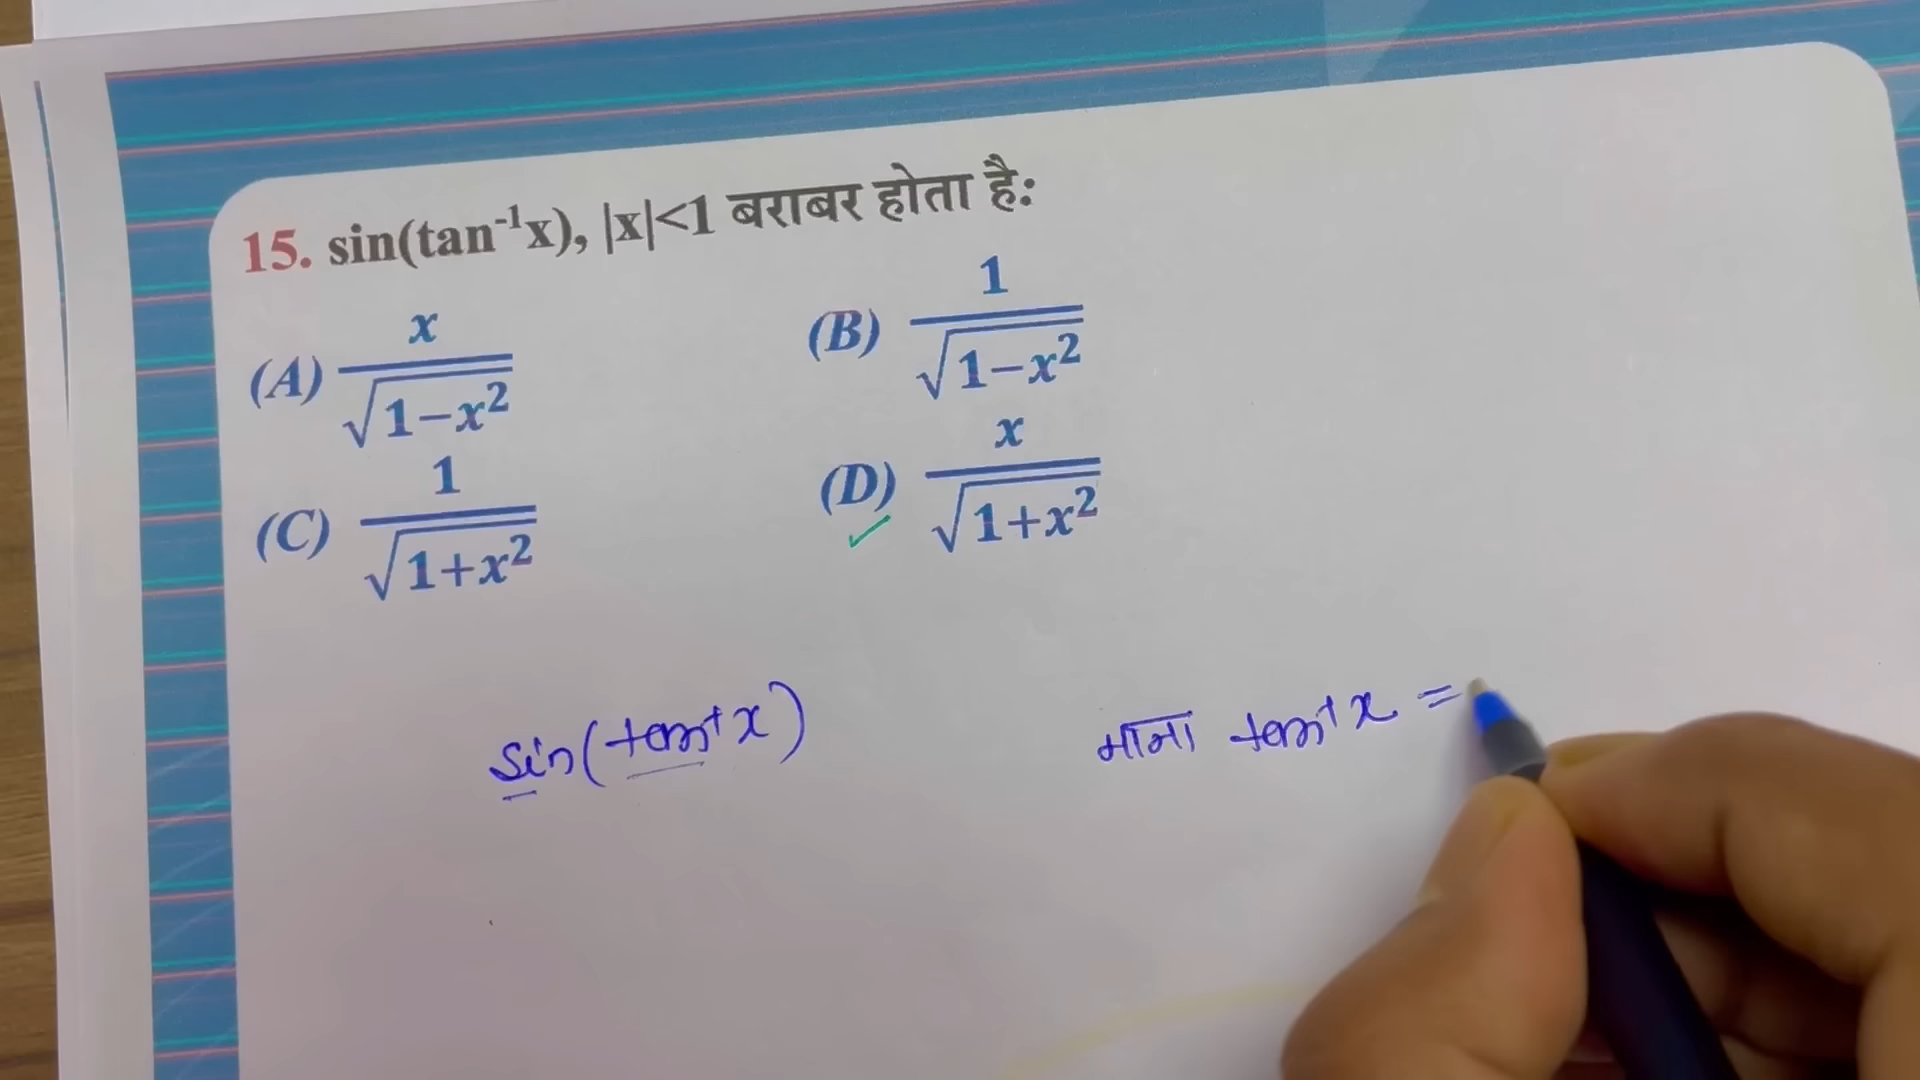 15. sin(tan⁻¹x), |x|<1 बराबर होता है:
(A) x/√(1−x²) (B) 1/√(1−x²)
(C) 1/√(1+x²) (D) x/√(1+x²)
sin(tan⁻¹x) माना tan⁻¹x =